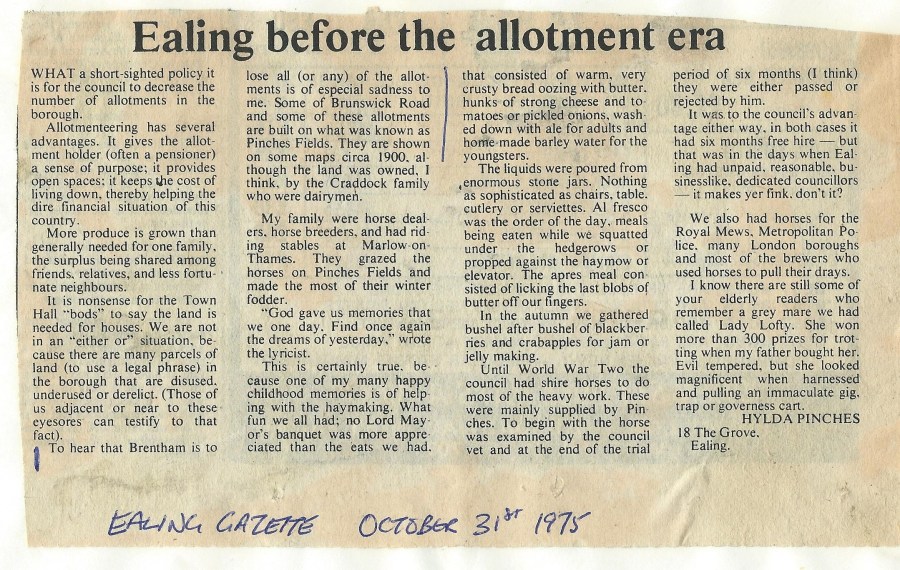 Ealing before the allotment era
WHAT a short-sighted policy it
is for the council to decrease the
number of allotments in the
borough.
Allotmenteering has several
advantages. It gives the allot-
ment holder (often a pensioner)
a sense of purpose; it provides
open spaces; it keeps the cost of
living down, thereby helping the
dire financial situation of this
country.
More produce is grown than
generally needed for one family,
the surplus being shared among
friends, relatives, and less fortu-
nate neighbours.
It is nonsense for the Town
Hall "bods" to say the land is
needed for houses. We are not
in an "either or" situation, be-
cause there are many parcels of
land (to use a legal phrase) in
the borough that are disused,
underused or derelict. (Those of
us adjacent or near to these
eyesores can testify to that
fact).
To hear that Brentham is to
lose all (or any) of the allot-
ments is of especial sadness to
me. Some of Brunswick Road
and some of these allotments
are built on what was known as
Pinches Fields. They are shown
on some maps circa 1900, al-
though the land was owned, I
think, by the Craddock family
who were dairymen.
My family were horse deal-
ers, horse breeders, and had rid-
ing stables at Marlow-on-
Thames. They grazed the
horses on Pinches Fields and
made the most of their winter
fodder.
"God gave us memories that
we one day, Find once again
the dreams of yesterday," wrote
the lyricist.
This is certainly true, be-
cause one of my many happy
childhood memories is of help-
ing with the haymaking. What
fun we all had; no Lord May-
or's banquet was more appre-
ciated than the eats we had.
that consisted of warm, very
crusty bread oozing with butter.
hunks of strong cheese and to-
matoes or pickled onions, wash-
ed down with ale for adults and
home-made barley water for the
youngsters.
The liquids were poured from
enormous stone jars. Nothing
as sophisticated as chairs, table,
cutlery or serviettes. Al fresco
was the order of the day, meals
being eaten while we squatted
under the hedgerows or
propped against the haymow or
elevator. The apres meal con-
sisted of licking the last blobs of
butter off our fingers.
In the autumn we gathered
bushel after bushel of blackber-
ries and crabapples for jam or
jelly making.
Until World War Two the
council had shire horses to do
most of the heavy work. These
were mainly supplied by Pin-
ches. To begin with the horse
was examined by the council
vet and at the end of the trial
period of six months (I think)
they were either passed or
rejected by him.
It was to the council's advan-
tage either way, in both cases it
had six months free hire — but
that was in the days when Eal-
ing had unpaid, reasonable, bu-
sinesslike, dedicated councillors
— it makes yer fink, don't it?
We also had horses for the
Royal Mews, Metropolitan Po-
lice, many London boroughs
and most of the brewers who
used horses to pull their drays.
I know there are still some of
your elderly readers who
remember a grey mare we had
called Lady Lofty. She won
more than 300 prizes for trot-
ting when my father bought her.
Evil tempered, but she looked
magnificent when harnessed
and pulling an immaculate gig,
trap or governess cart.
HYLDA PINCHES
18 The Grove,
Ealing.
EALING GAZETTE OCTOBER 31ST 1975